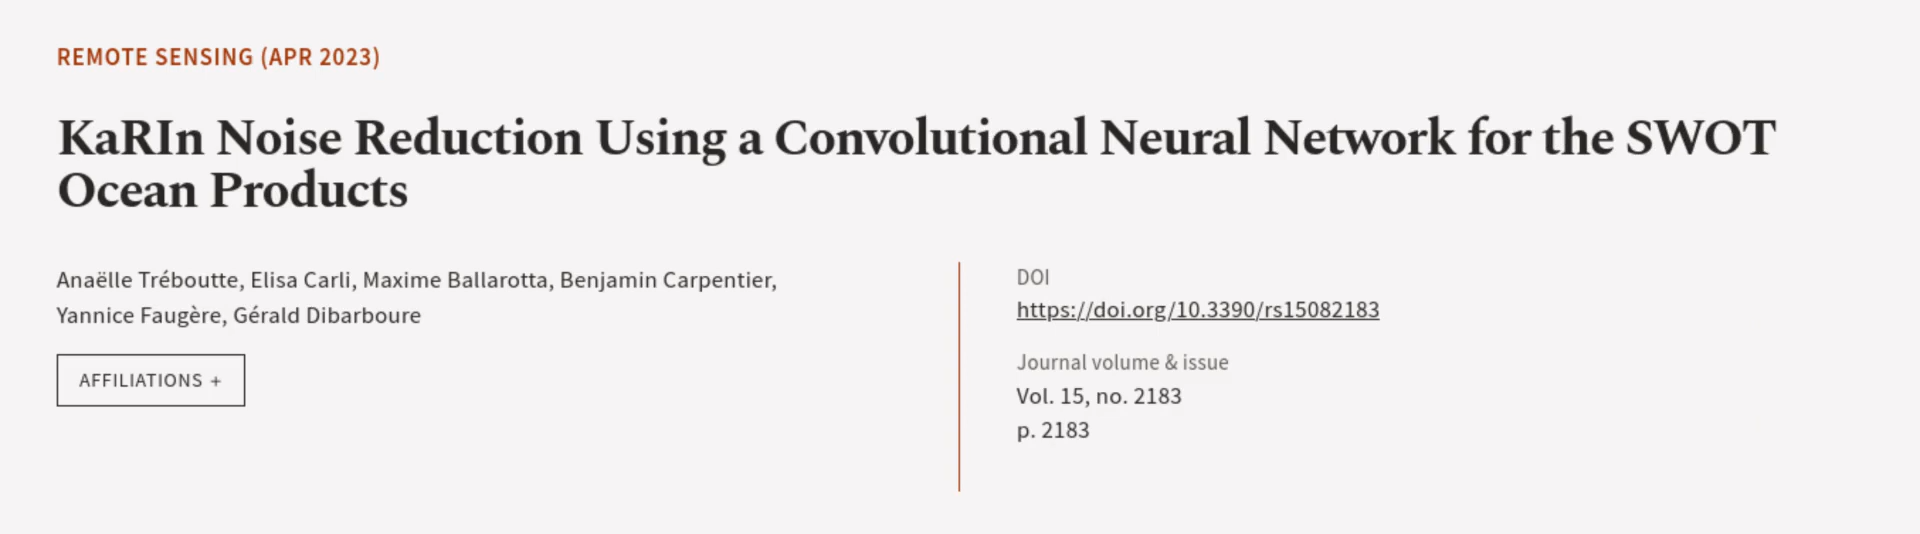 REMOTE SENSING (APR 2023)
KaRIn Noise Reduction Using a Convolutional Neural Network for the SWOT
Ocean Products
Anaëlle Tréboutte, Elisa Carli, Maxime Ballarotta, Benjamin Carpentier,
Yannice Faugère, Gérald Dibarboure
AFFILIATIONS +
DOI
https://doi.org/10.3390/rs15082183
Journal volume & issue
Vol. 15, no. 2183
p. 2183